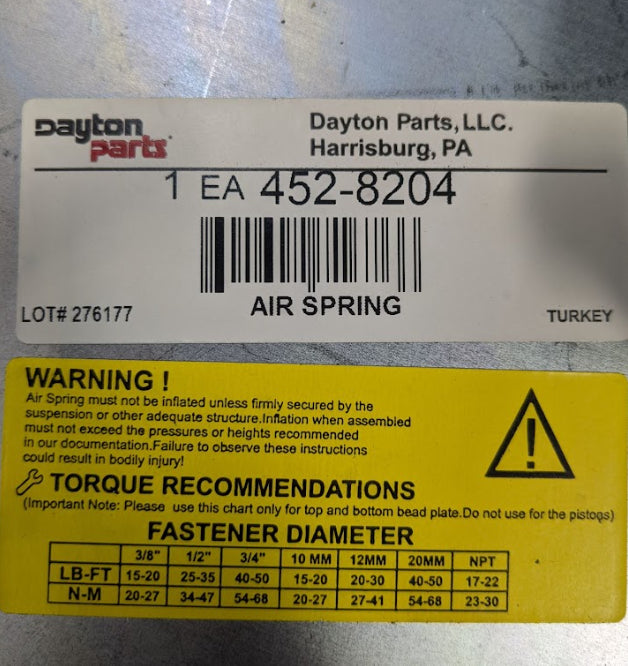 Dayton parts
Dayton Parts, LLC.
Harrisburg, PA
1 EA 452-8204
AIR SPRING
LOT# 276177
TURKEY
WARNING !
Air Spring must not be inflated unless firmly secured by the
suspension or other adequate structure.Inflation when assembled
must not exceed the pressures or heights recommended
in our documentation.Failure to observe these instructions
could result in bodily injury!
TORQUE RECOMMENDATIONS
(Important Note: Please use this chart only for top and bottom bead plate.Do not use for the pistons)
FASTENER DIAMETER
3/8" 1/2" 3/4" 10 MM 12MM 20MM NPT
LB-FT 15-20 25-35 40-50 15-20 20-30 40-50 17-22
N-M 20-27 34-47 54-68 20-27 27-41 54-68 23-30